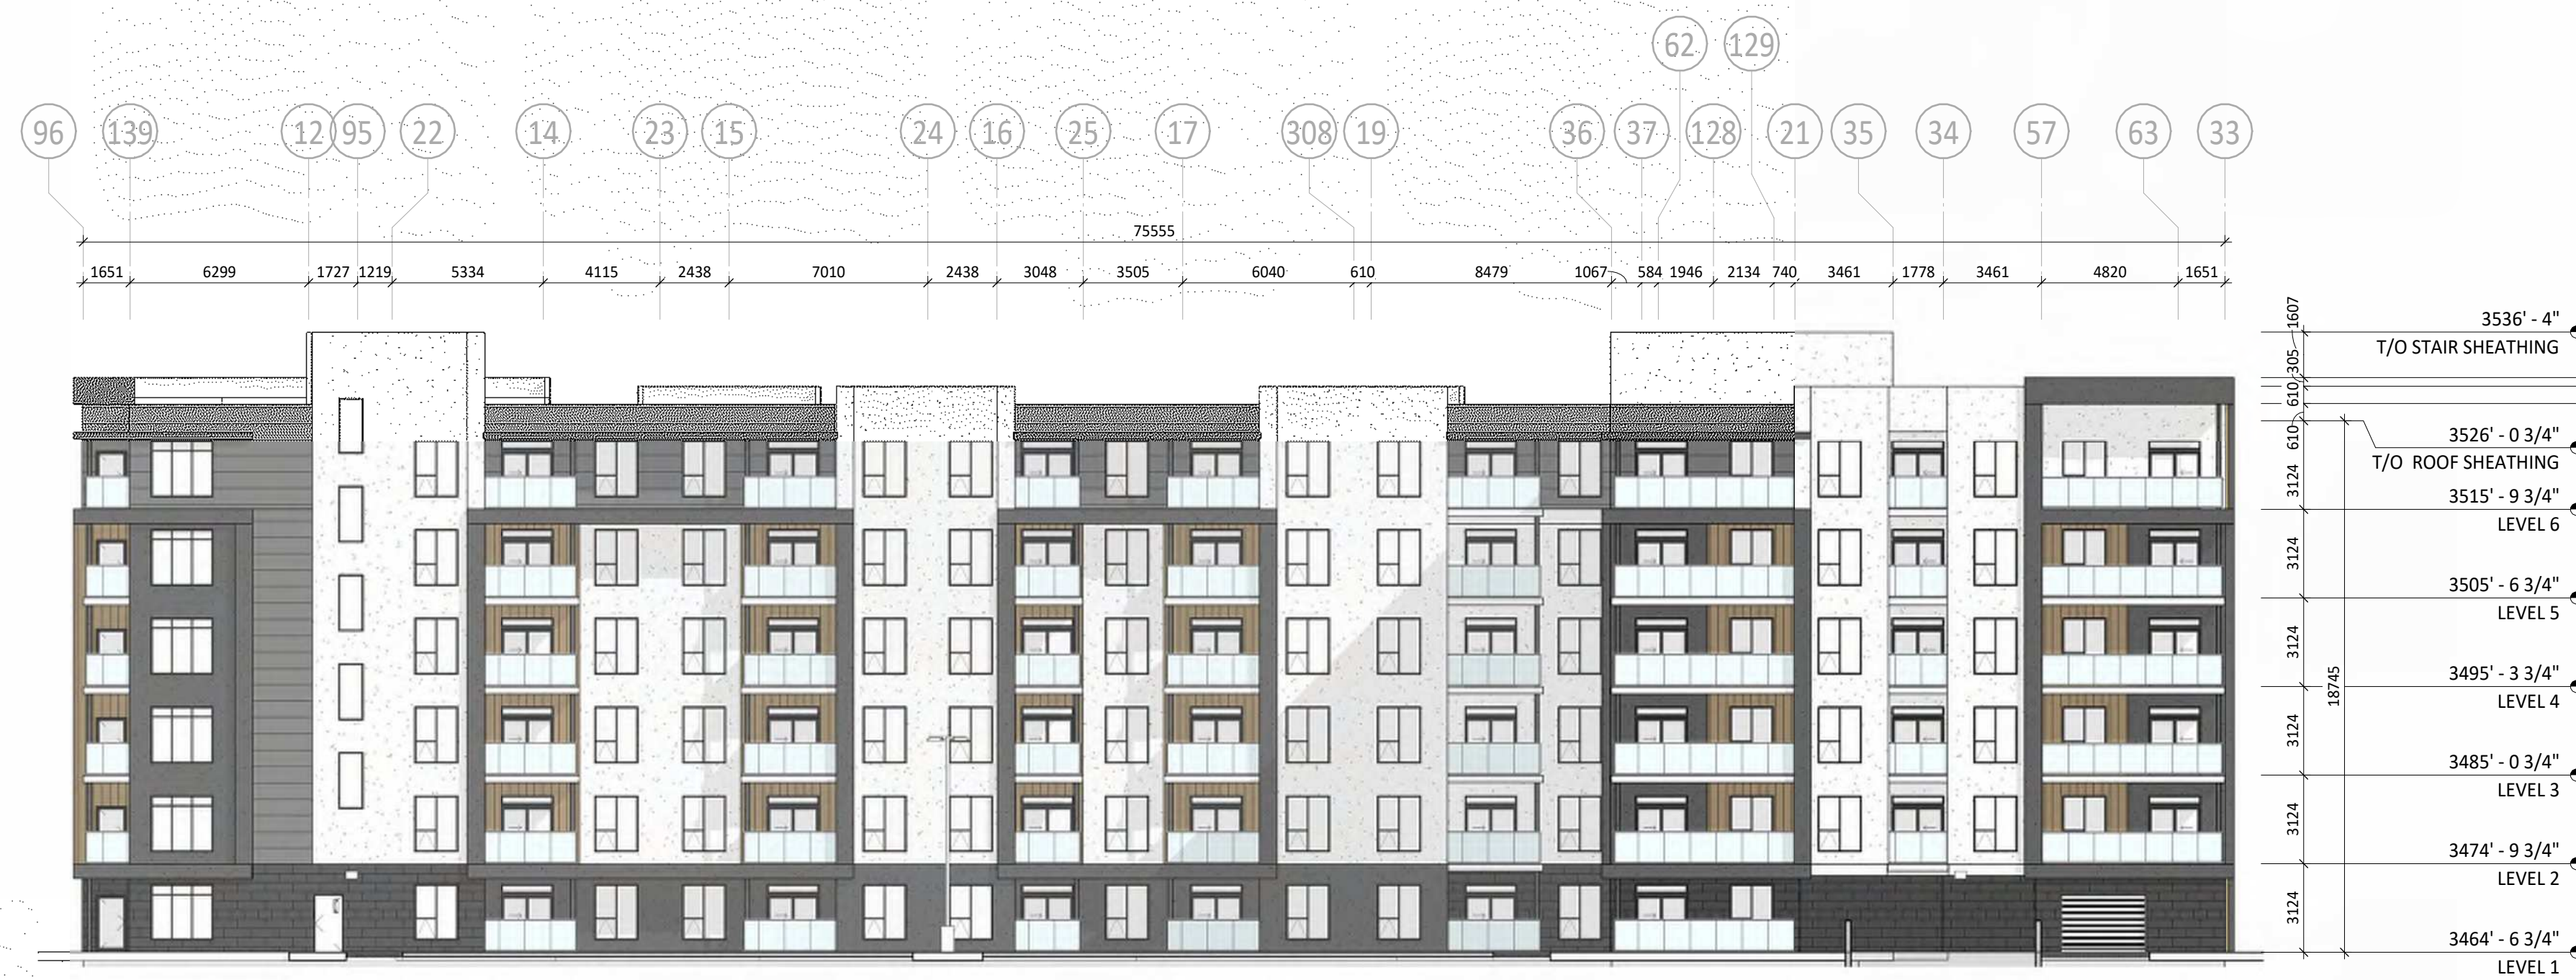 62 129
96 139 12 95 22 14 23 15 24 16 25 17 308 19 36 37 128 21 35 34 57 63 33
75555
1651 6299 1727 1219 5334 4115 2438 7010 2438 3048 3505 6040 610 8479 1067 584 1946 2134 740 3461 1778 3461 4820 1651
1607
3536' - 4"
T/O STAIR SHEATHING
305
610
610
3526' - 0 3/4"
T/O ROOF SHEATHING
3124
3515' - 9 3/4"
LEVEL 6
3124
3505' - 6 3/4"
LEVEL 5
3124
18745
3495' - 3 3/4"
LEVEL 4
3124
3485' - 0 3/4"
LEVEL 3
3124
3474' - 9 3/4"
LEVEL 2
3124
3464' - 6 3/4"
LEVEL 1